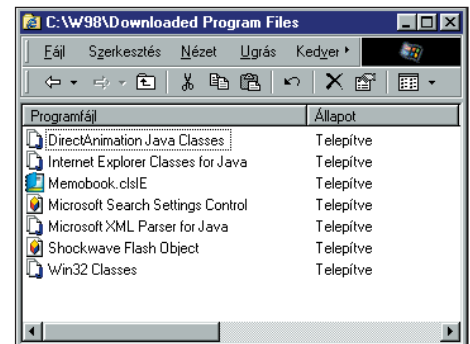 C:\W98\Downloaded Program Files
Fájl Szerkesztés Nézet Ugrás Kedyer
Programfájl Állapot
DirectAnimation Java Classes Telepítve
Internet Explorer Classes for Java Telepítve
Memobook.clsIE Telepítve
Microsoft Search Settings Control Telepítve
Microsoft XML Parser for Java Telepítve
Shockwave Flash Object Telepítve
Win32 Classes Telepítve